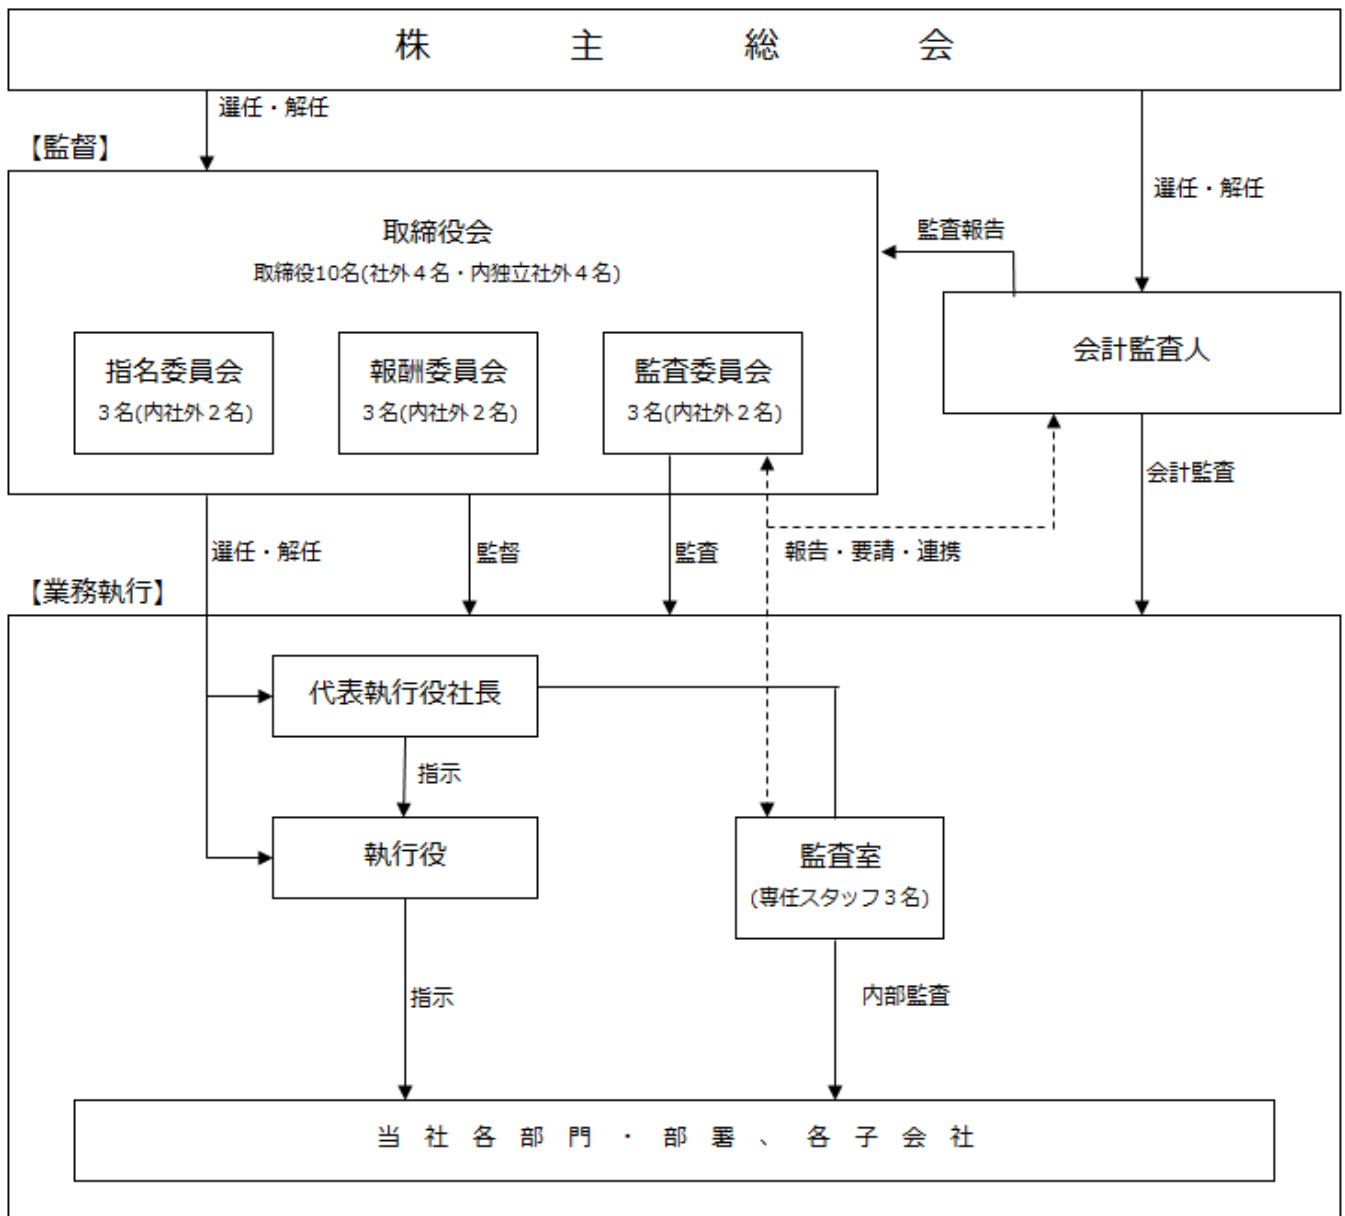 株主総会
選任・解任
【監督】
選任・解任
取締役会
監査報告
取締役10名(社外４名・内独立社外４名)
会計監査人
指名委員会
３名(内社外２名)
報酬委員会
３名(内社外２名)
監査委員会
３名(内社外２名)
会計監査
選任・解任
監督
監査
報告・要請・連携
【業務執行】
代表執行役社長
指示
執行役
監査室
(専任スタッフ３名)
指示
内部監査
当社各部門・部署、各子会社